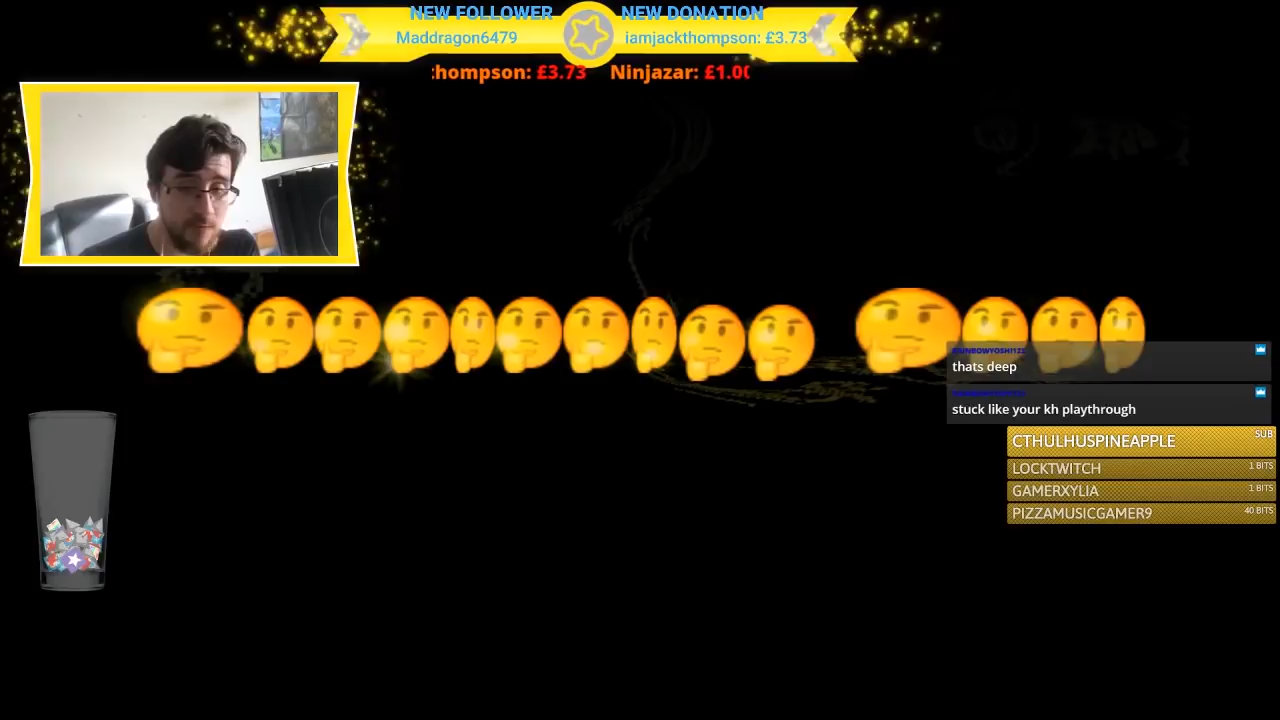 NEW FOLLOWER
NEW DONATION
Maddragon6479
iamjackthompson: £3.73
:hompson: £3.73 Ninjazar: £1.00
thats deep
stuck like your kh playthrough
CTHULHUSPINEAPPLE SUB
LOCKTWITCH 1 BITS
GAMERXYLIA 1 BITS
PIZZAMUSICGAMER9 40 BITS